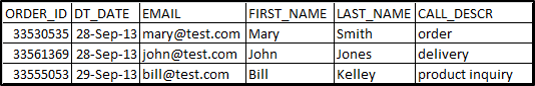 ORDER_ID DT_DATE EMAIL FIRST_NAME LAST_NAME CALL_DESCR
33530535 28-Sep-13 mary@test.com Mary Smith order
33561369 28-Sep-13 john@test.com John Jones delivery
33555053 29-Sep-13 bill@test.com Bill Kelley product inquiry